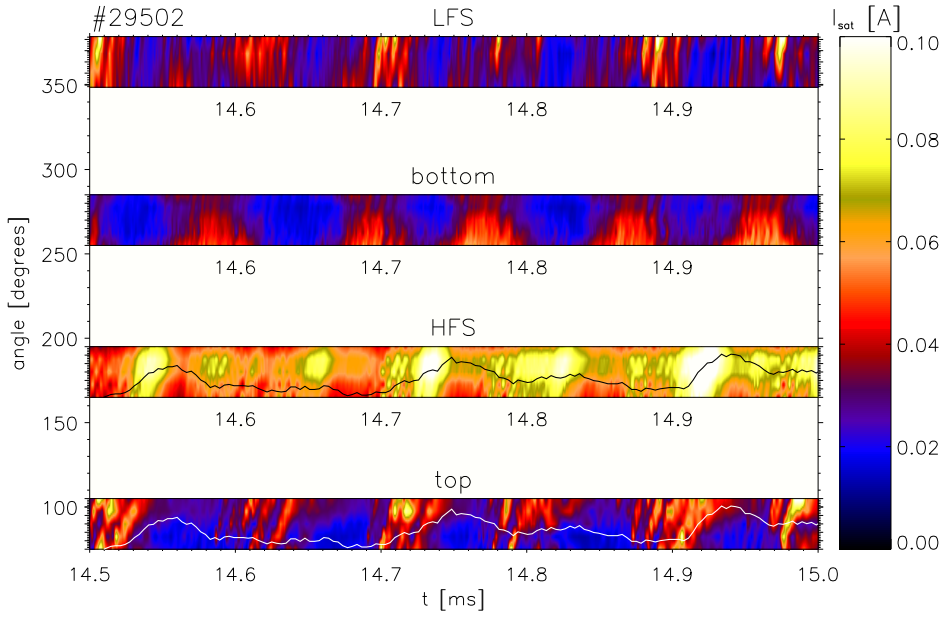 #29502 LFS I_sat [A]
0.10
350
14.6 14.7 14.8 14.9
0.08
300
bottom
0.06
250
14.6 14.7 14.8 14.9
angle [degrees]
HFS
200
0.04
150
14.6 14.7 14.8 14.9
0.02
top
100
0.00
14.5 14.6 14.7 14.8 14.9 15.0
t [ms]